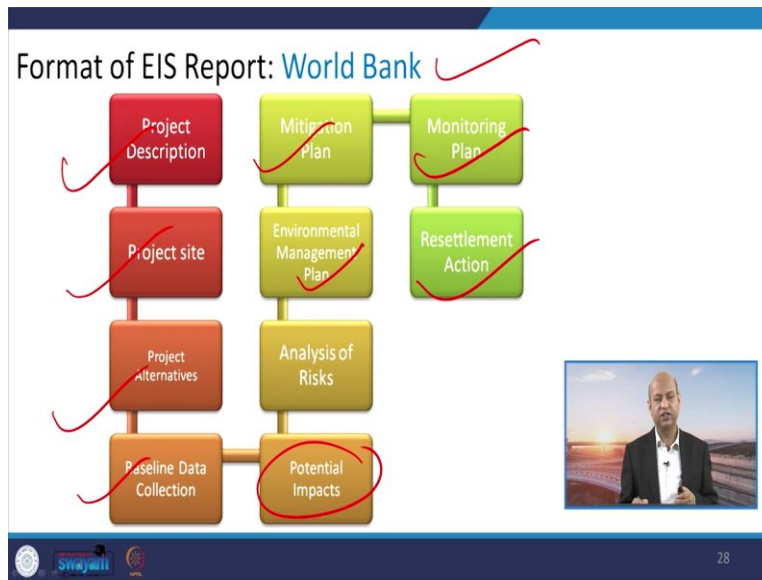 Format of EIS Report: World Bank
Project
Description
Project site
Project
Alternatives
Baseline Data
Collection
Potential
Impacts
Analysis of
Risks
Environmental
Management
Plan
Mitigation
Plan
Monitoring
Plan
Resettlement
Action
swayam
28